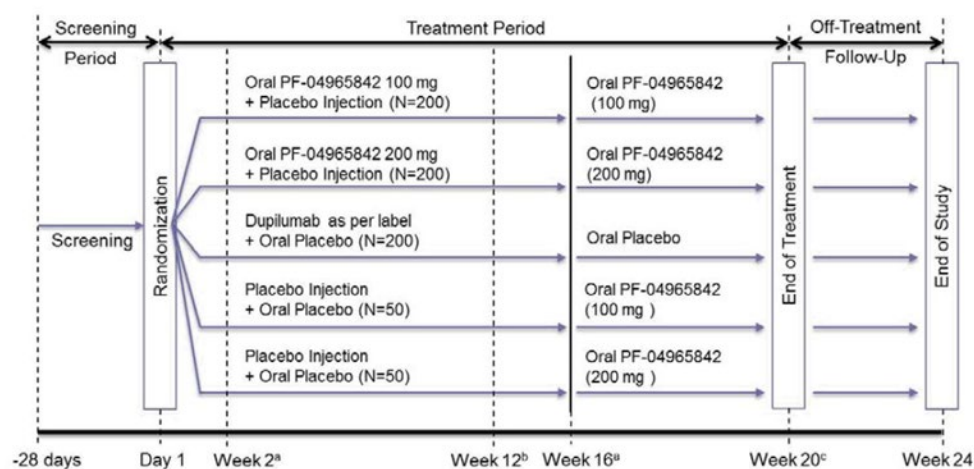 Screening
Period
Treatment Period
Off-Treatment
Follow-Up
Screening
Randomization
Oral PF-04965842 100 mg
+ Placebo Injection (N=200)
Oral PF-04965842
(100 mg)
Oral PF-04965842 200 mg
+ Placebo Injection (N=200)
Oral PF-04965842
(200 mg)
Dupilumab as per label
+ Oral Placebo (N=200)
Oral Placebo
Placebo Injection
+ Oral Placebo (N=50)
Oral PF-04965842
(100 mg )
Placebo Injection
+ Oral Placebo (N=50)
Oral PF-04965842
(200 mg )
End of Treatment
End of Study
-28 days Day 1 Week 2ᵃ Week 12ᵇ Week 16ᵃ Week 20ᶜ Week 24